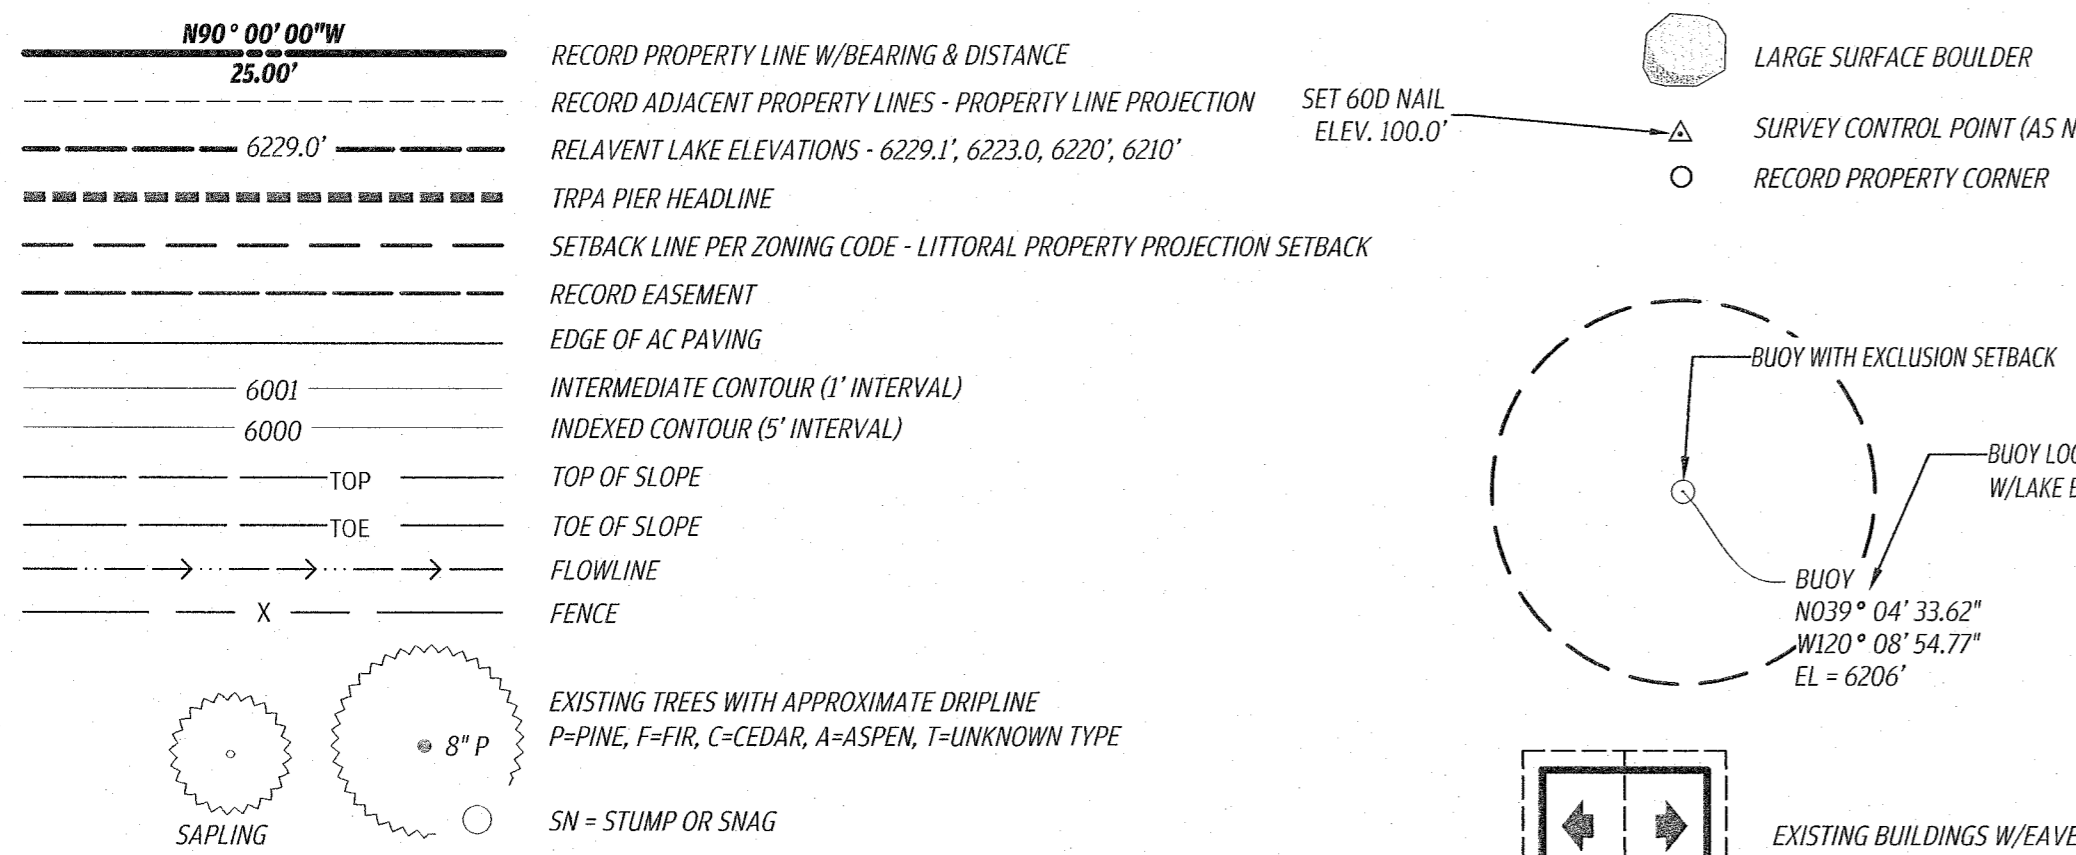 N90° 00' 00"W
25.00'
RECORD PROPERTY LINE W/BEARING & DISTANCE
RECORD ADJACENT PROPERTY LINES - PROPERTY LINE PROJECTION
6229.0'
RELAVENT LAKE ELEVATIONS - 6229.1', 6223.0, 6220', 6210'
TRPA PIER HEADLINE
SETBACK LINE PER ZONING CODE - LITTORAL PROPERTY PROJECTION SETBACK
RECORD EASEMENT
EDGE OF AC PAVING
6001
INTERMEDIATE CONTOUR (1' INTERVAL)
6000
INDEXED CONTOUR (5' INTERVAL)
TOP
TOP OF SLOPE
TOE
TOE OF SLOPE
FLOWLINE
X
FENCE
EXISTING TREES WITH APPROXIMATE DRIPLINE
8" P
P=PINE, F=FIR, C=CEDAR, A=ASPEN, T=UNKNOWN TYPE
SAPLING
SN = STUMP OR SNAG
LARGE SURFACE BOULDER
SET 60D NAIL
ELEV. 100.0'
SURVEY CONTROL POINT (AS N
RECORD PROPERTY CORNER
BUOY WITH EXCLUSION SETBACK
BUOY LOC
W/LAKE E
BUOY
N039° 04' 33.62"
W120° 08' 54.77"
EL = 6206'
EXISTING BUILDINGS W/EAVE